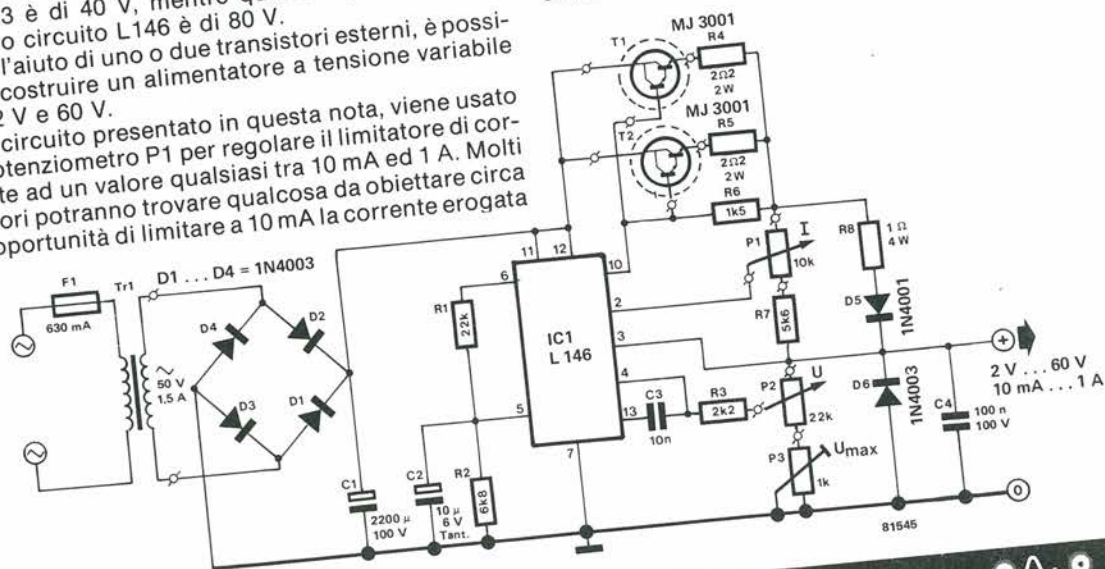 3 è di 40 V, mentre
o circuito L146 è di 80 V.
l'aiuto di uno o due transistori esterni, è possi-
costruire un alimentatore a tensione variabile
2 V e 60 V.
circuito presentato in questa nota, viene usato
otenziometro P1 per regolare il limitatore di cor-
te ad un valore qualsiasi tra 10 mA ed 1 A. Molti
ori potranno trovare qualcosa da obiettare circa
opportunità di limitare a 10 mA la corrente erogata
T1
MJ 3001
R4
2Ω2
2W
T2
MJ 3001
R5
2Ω2
2W
R6
1k5
F1
630 mA
Tr1
50 V
1,5 A
D1 ... D4 = 1N4003
D4
D2
D3
D1
11
12
6
10
2
3
4
5
13
7
R1
22k
IC1
L 146
P1
I
10k
R7
5k6
R8
1 Ω
4 W
D5
1N4001
C3
10n
R3
2k2
P2
U
22k
P3
Umax
1k
D6
1N4003
C4
100 n
100 V
+
2 V ... 60 V
10 mA ... 1 A
C1
2200 µ
100 V
C2
10 µ
6 V
Tant.
R2
6k8
0
81545